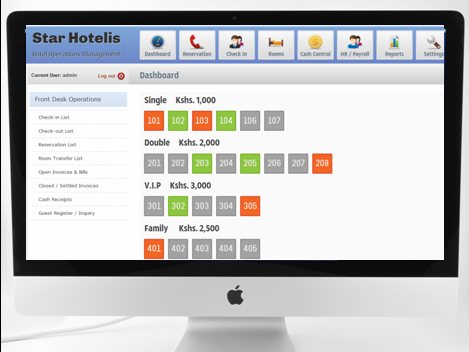 Star Hotelis
Hotel Operations Management
Dashboard
Reservation
Check In
Rooms
Cash Control
HR / Payroll
Reports
Settings
Current User: admin
Log out
Dashboard
Front Desk Operations
Check-in List
Check-out List
Reservation List
Room Transfer List
Open Invoices & Bills
Closed / Settled Invoices
Cash Receipts
Guest Register / Inquiry
Single Kshs. 1,000
101 102 103 104 106 107
Double Kshs. 2,000
201 202 203 204 205 206 207 208
V.I.P Kshs. 3,000
301 302 303 304 305
Family Kshs. 2,500
401 402 403 404 405